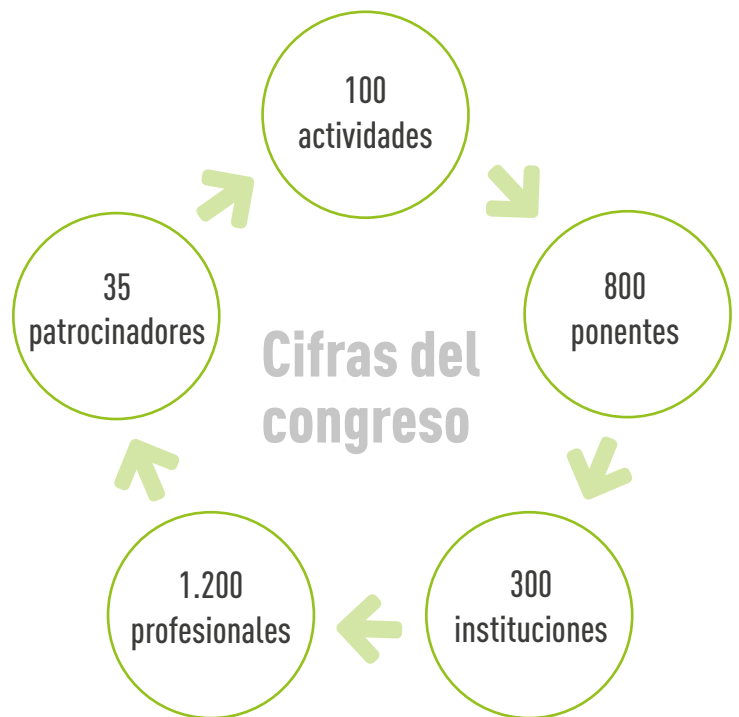 100
actividades
800
ponentes
300
instituciones
1.200
profesionales
35
patrocinadores
Cifras del
congreso